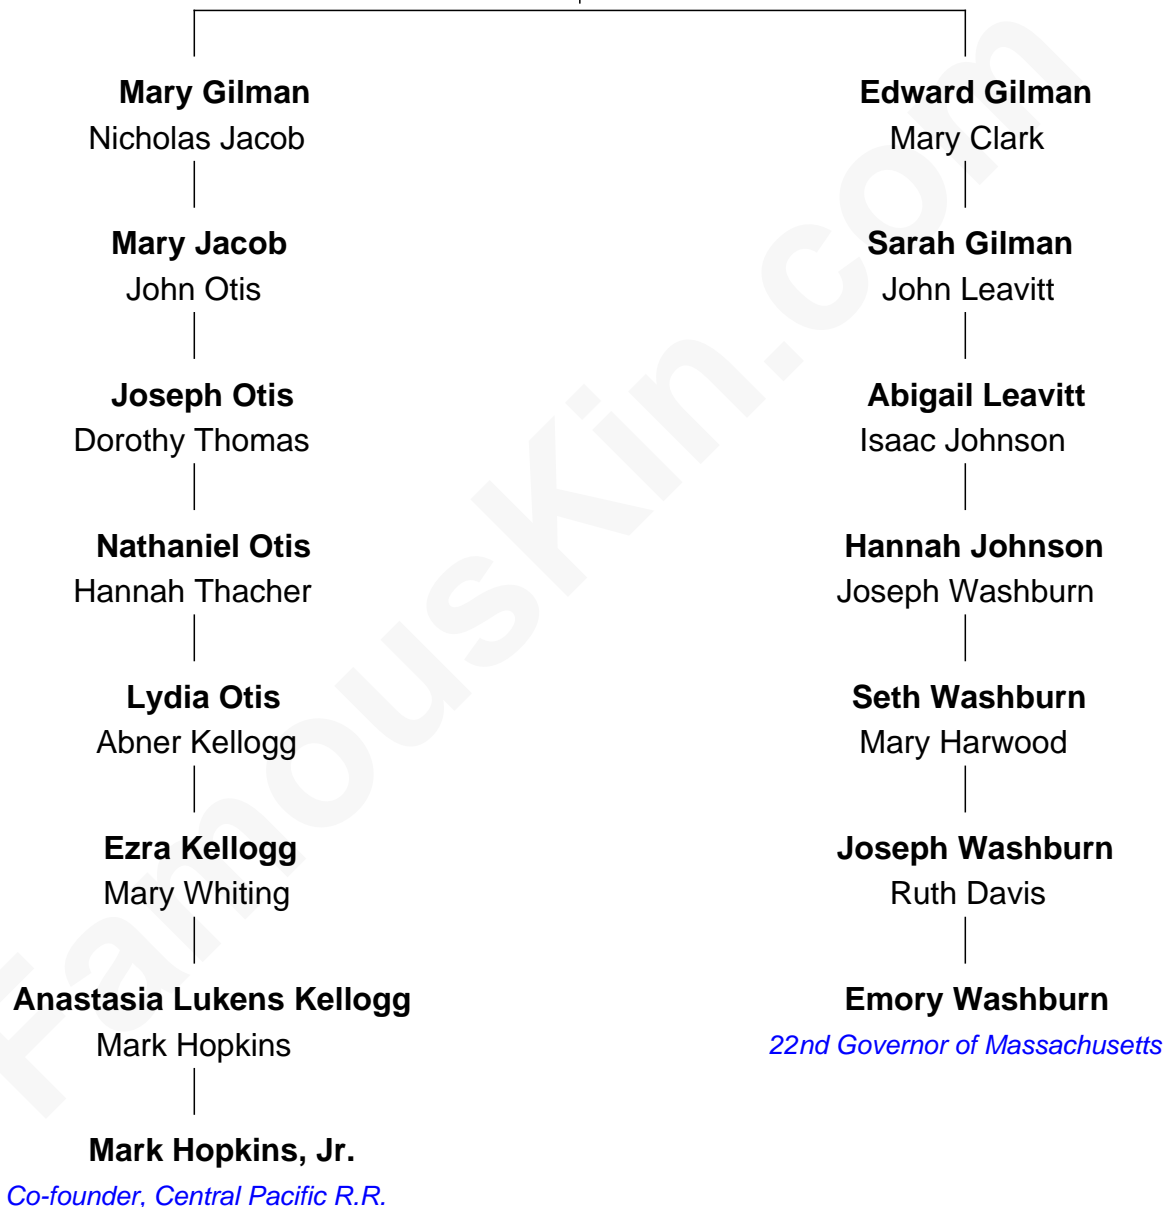 Mary Gilman
Nicholas Jacob
Mary Jacob
John Otis
Joseph Otis
Dorothy Thomas
Nathaniel Otis
Hannah Thacher
Lydia Otis
Abner Kellogg
Ezra Kellogg
Mary Whiting
Anastasia Lukens Kellogg
Mark Hopkins
Mark Hopkins, Jr.
Co-founder, Central Pacific R.R.
Edward Gilman
Mary Clark
Sarah Gilman
John Leavitt
Abigail Leavitt
Isaac Johnson
Hannah Johnson
Joseph Washburn
Seth Washburn
Mary Harwood
Joseph Washburn
Ruth Davis
Emory Washburn
22nd Governor of Massachusetts
FamousKin.com